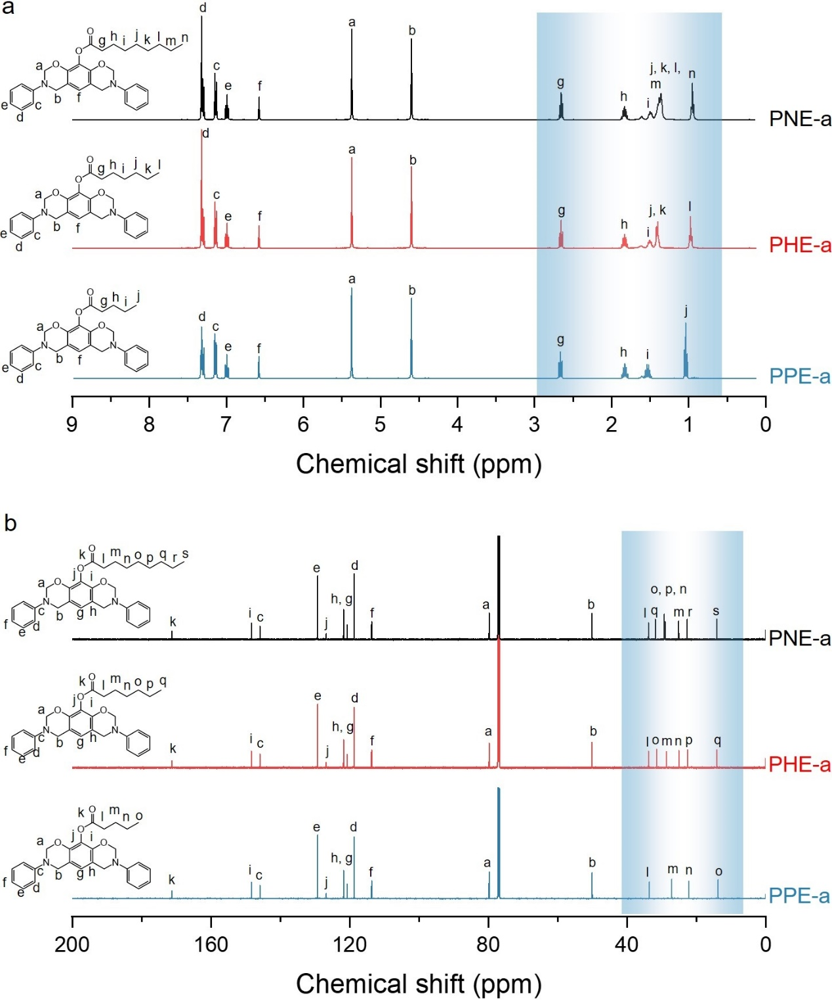 a
d
a
b
c
e
f
g
h
i
j, k, l,
m
n
O
g h i j k l m n
O
a O O
N N
e c b f
d
PNE-a
d
a
b
c
e
f
g
h
i
j, k
l
O
g h i j k l
O
a O O
N N
e c b f
d
PHE-a
d
c
e
f
a
b
g
h
i
j
O
g h i j
O
a O O
N N
e c b f
d
PPE-a
9 8 7 6 5 4 3 2 1 0
Chemical shift (ppm)
b
k O l m n o p q r s
j O i
a O O
N N
f c d b g h
e
k
i
c
e
j
h, g
d
f
a
b
l
q
o, p, n
m r
s
PNE-a
k O l m n o p q
j O i
a O O
N N
f c d b g h
e
k
i
c
e
j
h, g
d
f
a
b
l o m n p q
PHE-a
k O l m n o
j O i
a O O
N N
f c d b g h
e
k
i
c
e
j
h, g
d
f
a
b
l
m
n
o
PPE-a
200 160 120 80 40 0
Chemical shift (ppm)